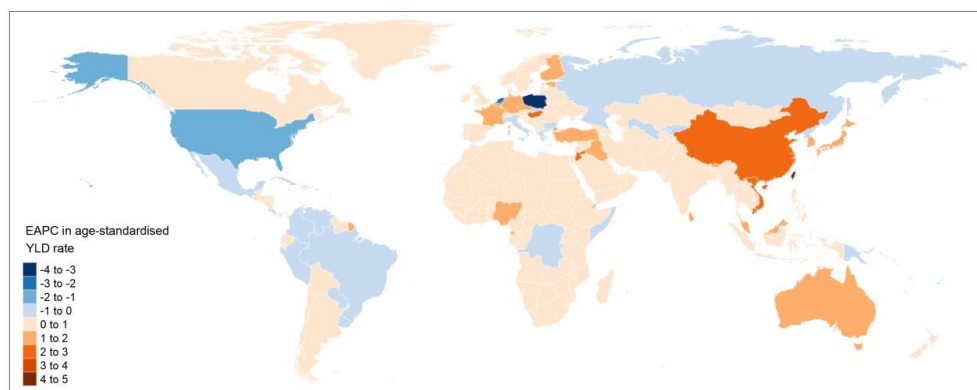 EAPC in age-standardised
YLD rate
-4 to -3
-3 to -2
-2 to -1
-1 to 0
0 to 1
1 to 2
2 to 3
3 to 4
4 to 5